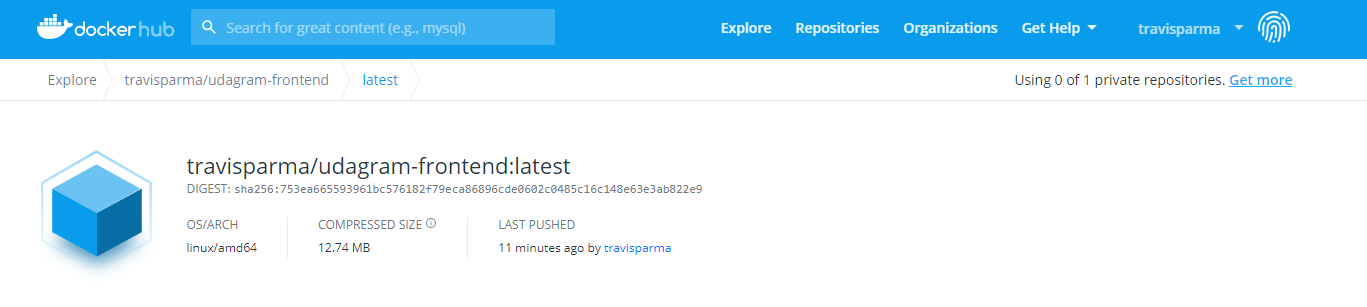 dockerhub
Search for great content (e.g., mysql)
Explore
Repositories
Organizations
Get Help
travisparma
Explore
travisparma/udagram-frontend
latest
Using 0 of 1 private repositories. Get more
travisparma/udagram-frontend:latest
DIGEST: sha256:753ea665593961bc576182f79eca86896cde0602c0485c16c148e63e3ab822e9
OS/ARCH
linux/amd64
COMPRESSED SIZE
12.74 MB
LAST PUSHED
11 minutes ago by travisparma